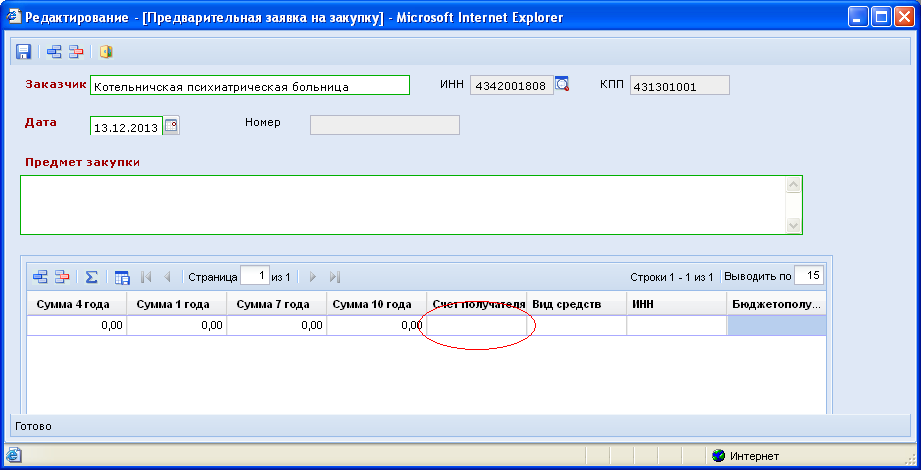 Редактирование - [Предварительная заявка на закупку] - Microsoft Internet Explorer
Заказчик Котельничская психиатрическая больница ИНН 4342001808 КПП 431301001
Дата 13.12.2013 Номер
Предмет закупки
Страница 1 из 1 Строки 1 - 1 из 1 Выводить по 15
Сумма 4 года Сумма 1 года Сумма 7 года Сумма 10 года Счет получателя Вид средств ИНН Бюджетополу...
0,00 0,00 0,00 0,00
Готово
Интернет